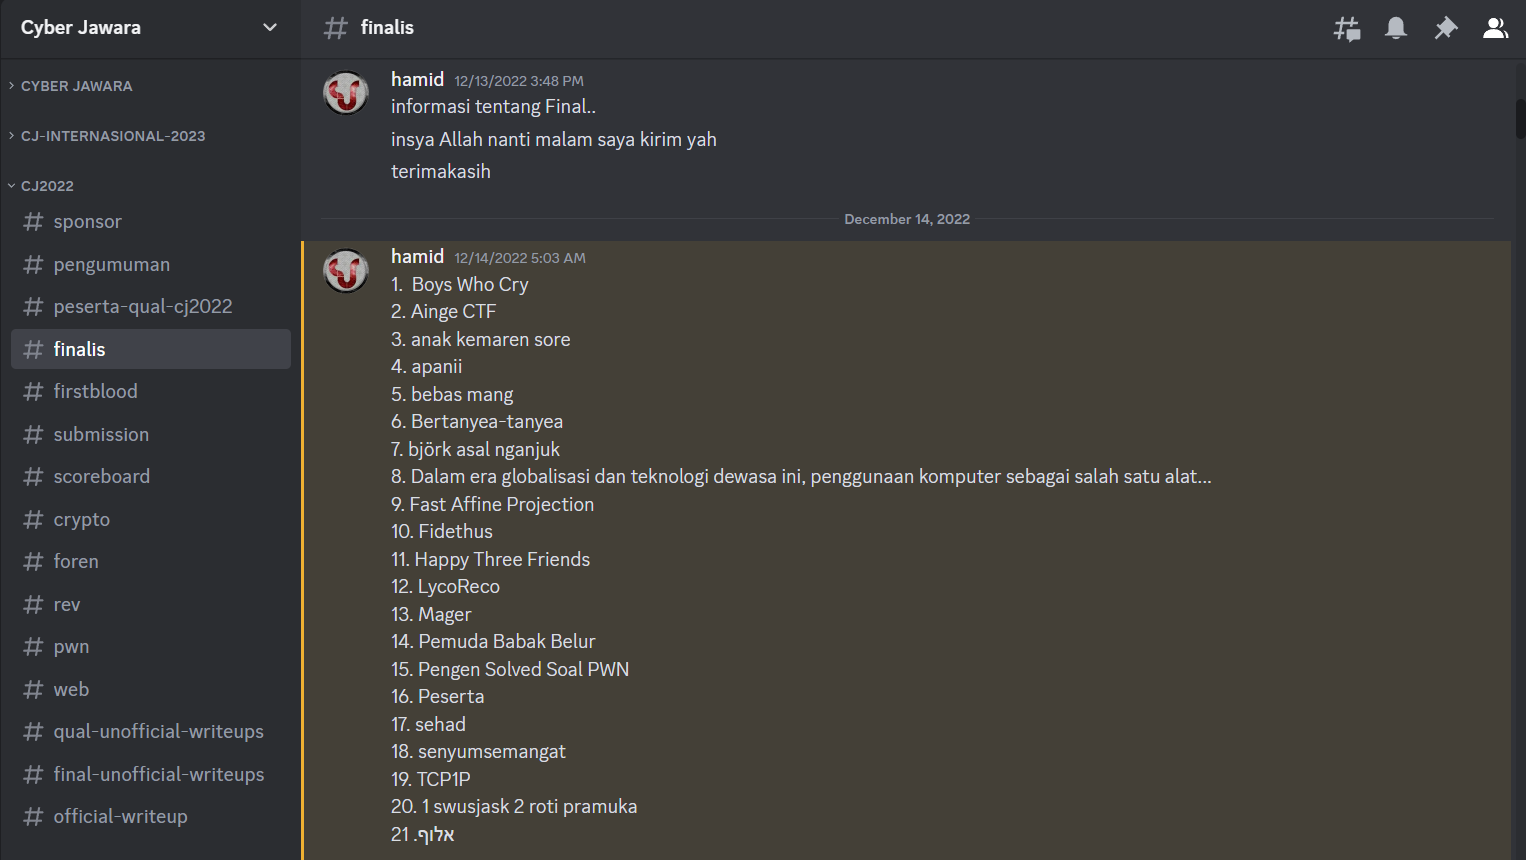 Cyber Jawara
finalis
CYBER JAWARA
CJ-INTERNASIONAL-2023
CJ2022
sponsor
pengumuman
peserta-qual-cj2022
finalis
firstblood
submission
scoreboard
crypto
foren
rev
pwn
web
qual-unofficial-writeups
final-unofficial-writeups
official-writeup
hamid 12/13/2022 3:48 PM
informasi tentang Final..
insya Allah nanti malam saya kirim yah
terimakasih
December 14, 2022
hamid 12/14/2022 5:03 AM
1. Boys Who Cry
2. Ainge CTF
3. anak kemaren sore
4. apanii
5. bebas mang
6. Bertanyea-tanyea
7. björk asal nganjuk
8. Dalam era globalisasi dan teknologi dewasa ini, penggunaan komputer sebagai salah satu alat...
9. Fast Affine Projection
10. Fidethus
11. Happy Three Friends
12. LycoReco
13. Mager
14. Pemuda Babak Belur
15. Pengen Solved Soal PWN
16. Peserta
17. sehad
18. senyumsemangat
19. TCP1P
20. 1 swusjask 2 roti pramuka
21. אלוף